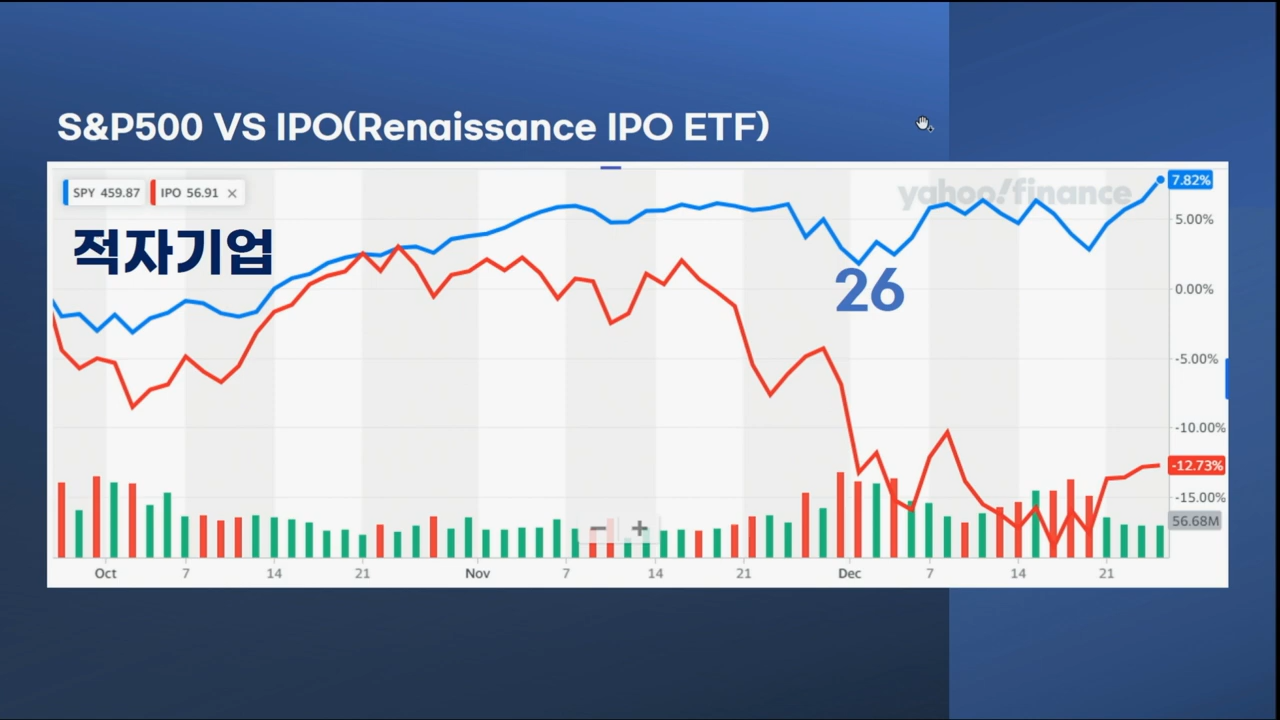 S&P500 VS IPO(Renaissance IPO ETF)
SPY 459.87 IPO 56.91 ×
yahoo!finance
7.82%
적자기업
5.00%
26
0.00%
-5.00%
-10.00%
-12.73%
-15.00%
56.68M
− +
Oct 7 14 21 Nov 7 14 21 Dec 7 14 21